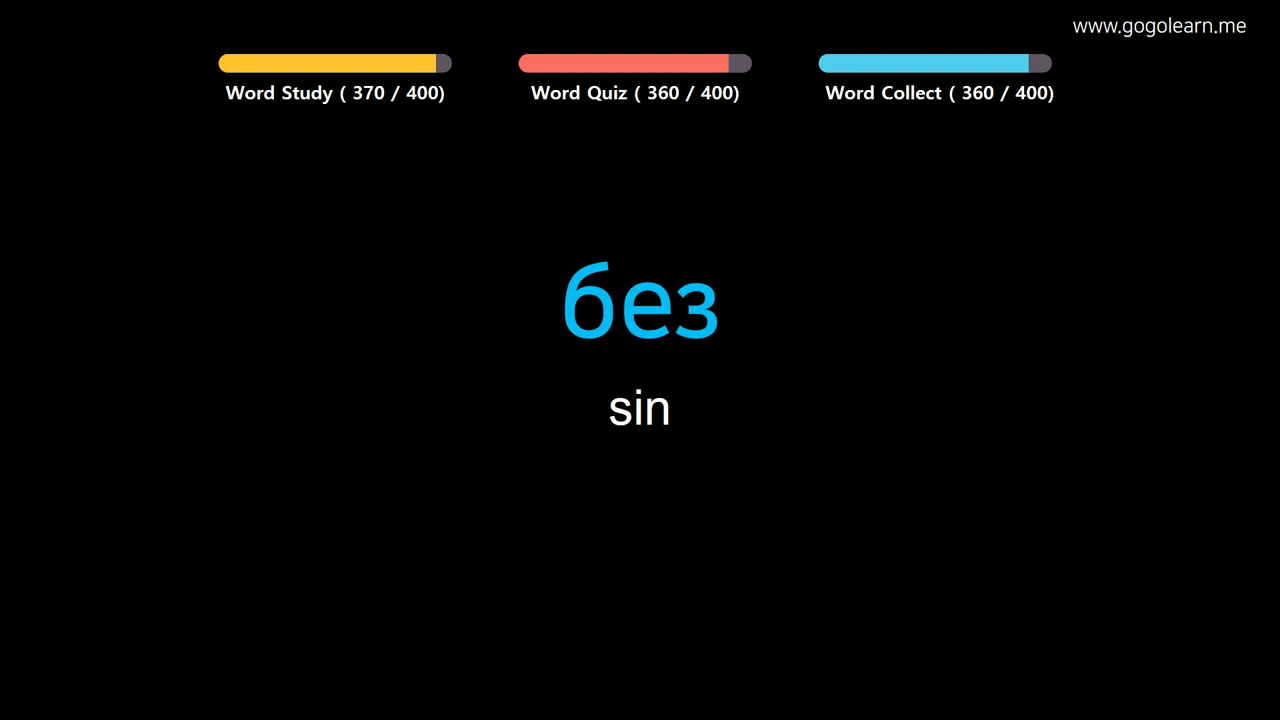 www.gogolearn.me
Word Study ( 370 / 400)
Word Quiz ( 360 / 400)
Word Collect ( 360 / 400)
без
sin